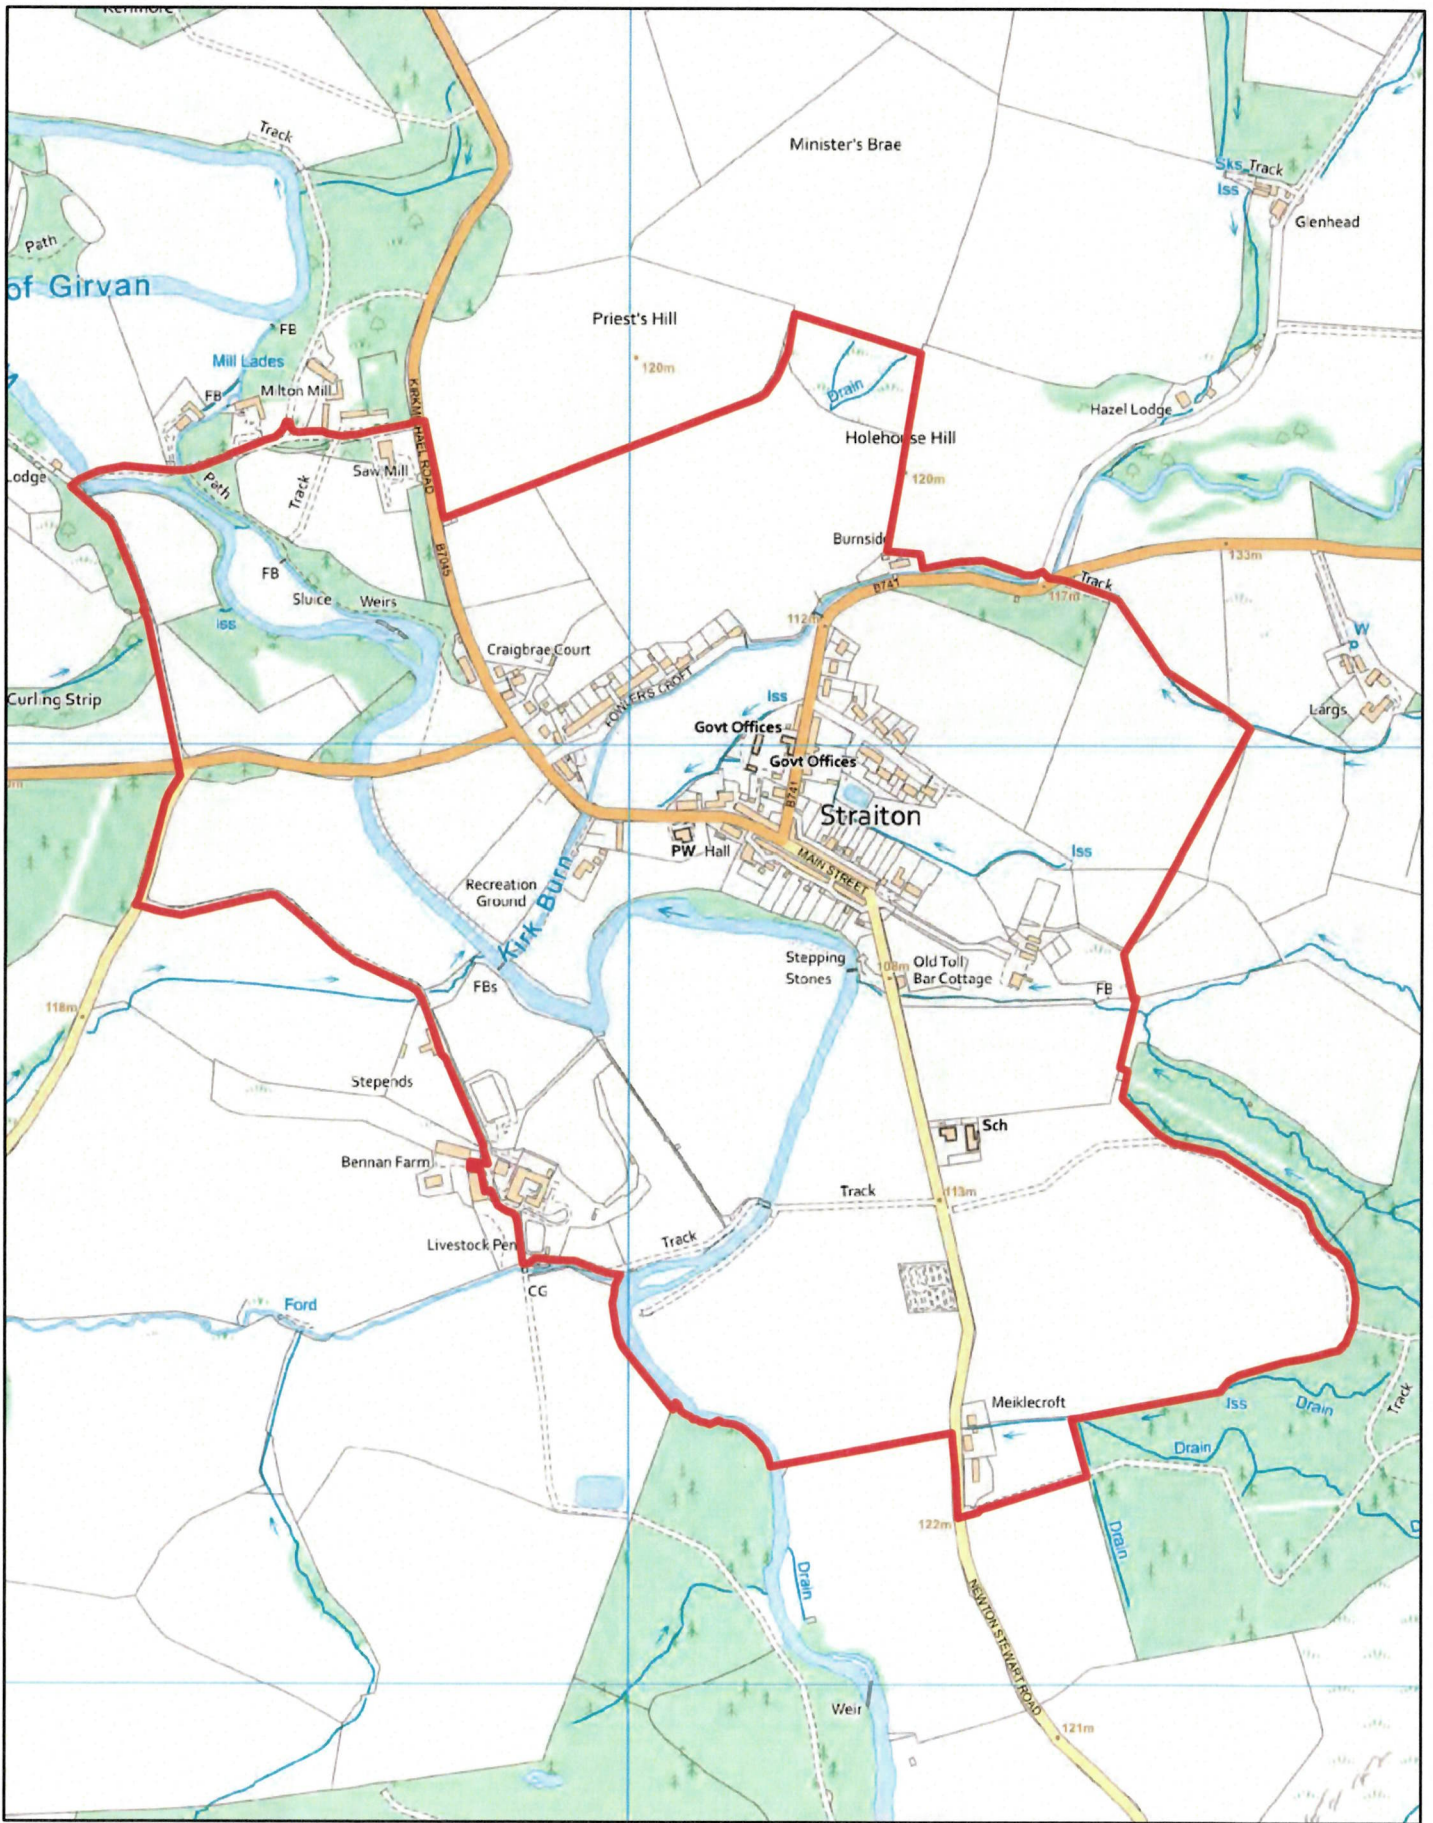 Kenmore
Track
Minister's Brae
Sks Track
Iss
Glenhead
Path
of Girvan
Priest's Hill
FB
120m
Mill Lades
FB
Milton Mill
Drain
KIRKMICHAEL ROAD
Hazel Lodge
Holehouse Hill
Lodge
Saw Mill
120m
Path
Track
Burnside
133m
B7045
FB
B741
Track
117m
Sluice
Weirs
Iss
112m
W
Craigbrae Court
P
FOWLER'S CROFT
Iss
Curling Strip
Largs
Govt Offices
Govt Offices
B741
Straiton
PW
Hall
MAIN STREET
Iss
Recreation
Ground
Kirk Burn
Stepping
Stones
108m
Old Toll
Bar Cottage
FBs
FB
118m
Stepends
Sch
Bennan Farm
Track
113m
Livestock Pen
Track
CG
Ford
Meiklecroft
Iss
Drain
Track
Drain
122m
Drain
D
Drain
NEWTON STEWART ROAD
Weir
121m